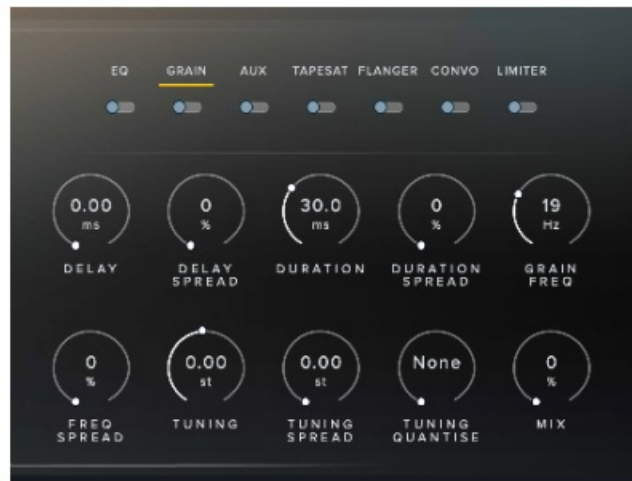 EQ GRAIN AUX TAPESAT FLANGER CONVO LIMITER
0.00 0 30.0 0 19
ms % ms % Hz
DELAY DELAY DURATION DURATION GRAIN
SPREAD SPREAD FREQ
0 0.00 0.00 None 0
% st st %
FREQ TUNING TUNING TUNING MIX
SPREAD SPREAD QUANTISE